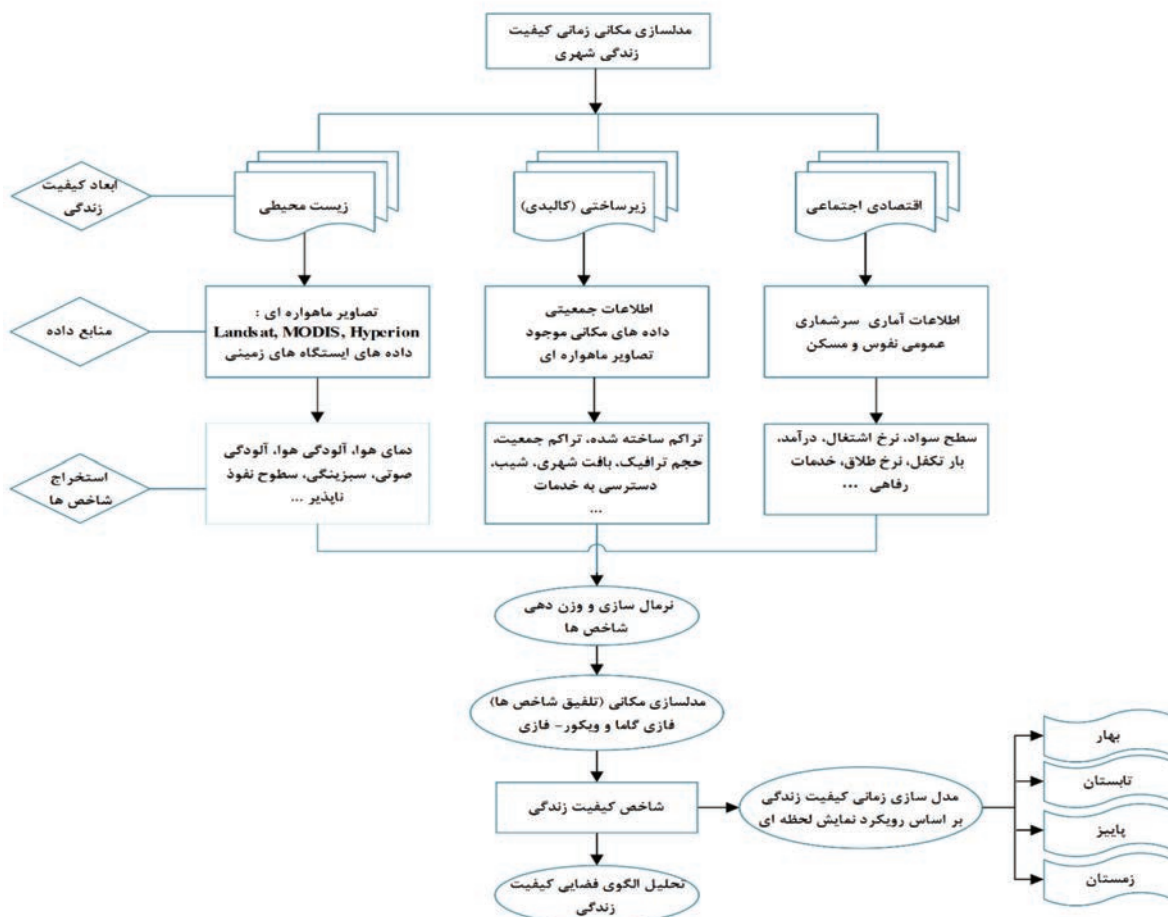 مدلسازی مکانی زمانی کیفیت
زندگی شهری
ابعاد کیفیت
زندگی
زیست محیطی
زیرساختی (کالبدی)
اقتصادی اجتماعی
منابع داده
تصاویر ماهواره ای :
Landsat, MODIS, Hyperion
داده های ایستگاه های زمینی
اطلاعات جمعیتی
داده های مکانی موجود
تصاویر ماهواره ای
اطلاعات آماری سرشماری
عمومی نفوس و مسکن
استخراج
شاخص ها
دمای هوا، آلودگی هوا، آلودگی
صوتی، سبزینگی، سطوح نفوذ
ناپذیر ...
تراکم ساخته شده، تراکم جمعیت،
حجم ترافیک، بافت شهری، شیب،
دسترسی به خدمات
...
سطح سواد، نرخ اشتغال، درآمد،
بار تکفل، نرخ طلاق، خدمات
رفاهی ...
نرمال سازی و وزن دهی
شاخص ها
مدلسازی مکانی (تلفیق شاخص ها)
فازی گاما و ویکور- فازی
شاخص کیفیت زندگی
مدل سازی زمانی کیفیت زندگی
بر اساس رویکرد نمایش لحظه ای
بهار
تابستان
پاییز
زمستان
تحلیل الگوی فضایی کیفیت
زندگی